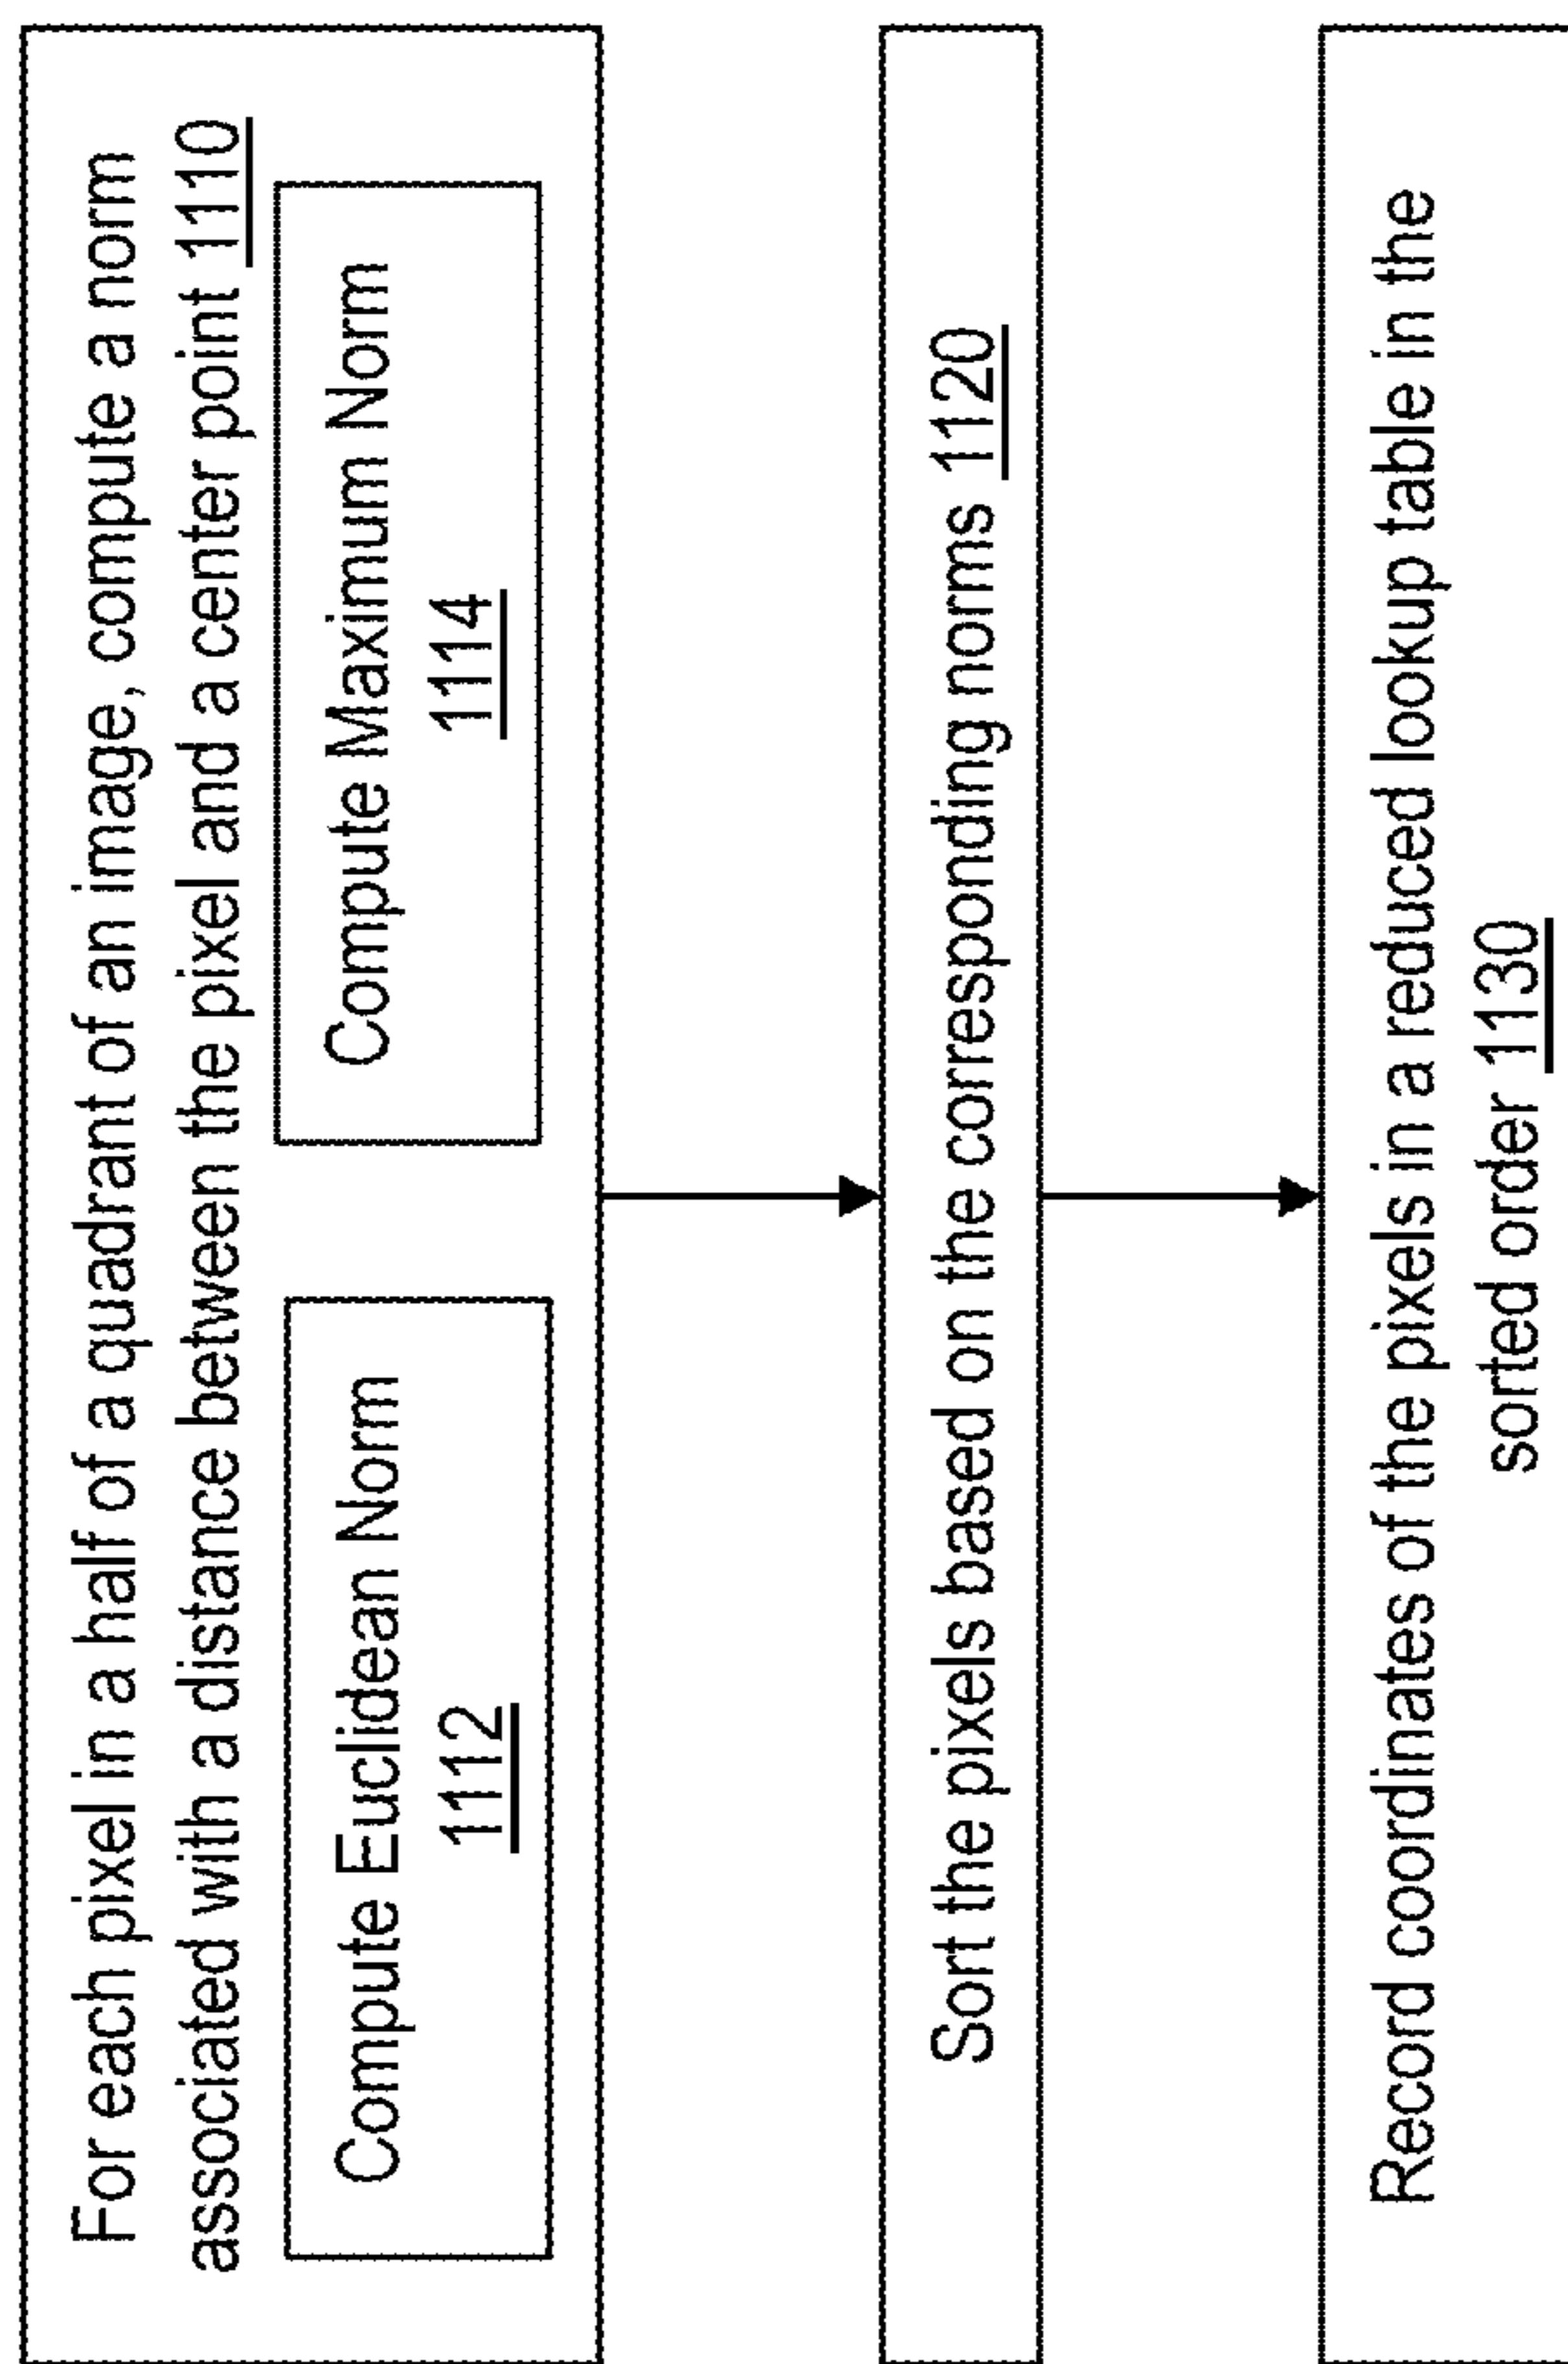 For each pixel in a half of a quadrant of an image, compute a norm
associated with a distance between the pixel and a center point 1110
Compute Euclidean Norm
1112
Compute Maximum Norm
1114
Sort the pixels based on the corresponding norms 1120
Record coordinates of the pixels in a reduced lookup table in the
sorted order 1130